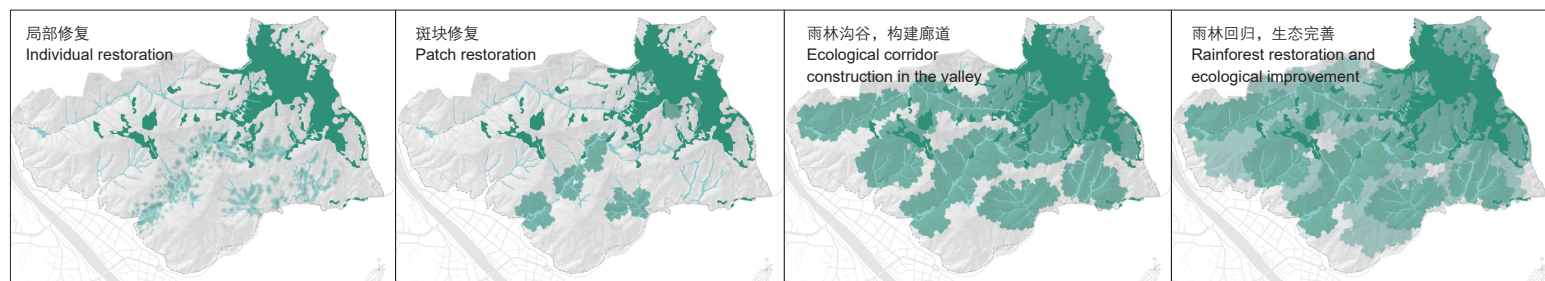 局部修复
Individual restoration
斑块修复
Patch restoration
雨林沟谷，构建廊道
Ecological corridor
construction in the valley
雨林回归，生态完善
Rainforest restoration and
ecological improvement
N
N
N
N